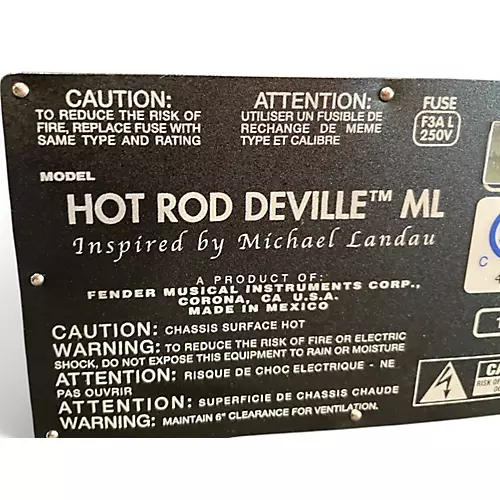 CAUTION:
TO REDUCE THE RISK OF
FIRE, REPLACE FUSE WITH
SAME TYPE AND RATING
ATTENTION:
UTILISER UN FUSIBLE DE
RECHANGE DE MEME
TYPE ET CALIBRE
FUSE
F3A L
250V
MODEL
HOT ROD DEVILLE™ ML
Inspired by Michael Landau
A PRODUCT OF:
FENDER MUSICAL INSTRUMENTS CORP.,
CORONA, CA U.S.A.
MADE IN MEXICO
CAUTION: CHASSIS SURFACE HOT
WARNING: TO REDUCE THE RISK OF FIRE OR ELECTRIC
SHOCK, DO NOT EXPOSE THIS EQUIPMENT TO RAIN OR MOISTURE
ATTENTION: RISQUE DE CHOC ELECTRIQUE - NE
PAS OUVRIR
ATTENTION: SUPERFICIE DE CHASSIS CHAUDE
WARNING: MAINTAIN 6" CLEARANCE FOR VENTILATION.
C
4
CA
RISK OF